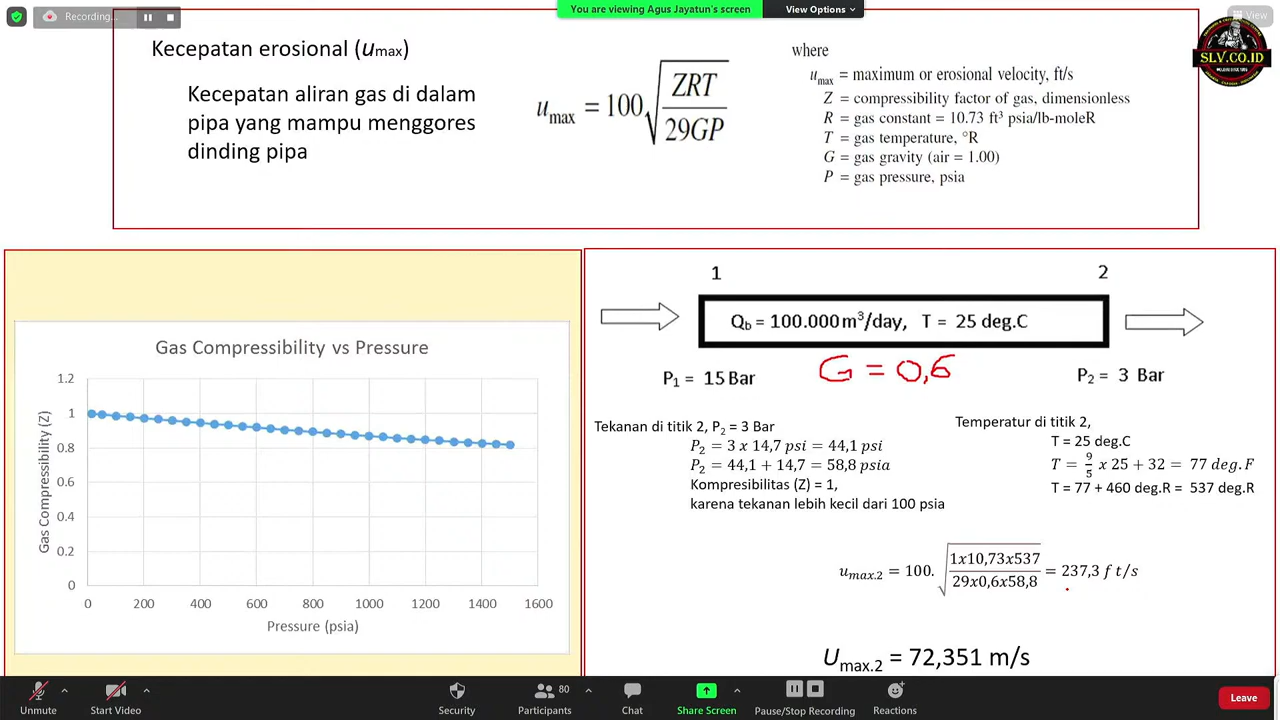 Recording...
You are viewing Agus Jayatun's screen
View Options
View
SLV.CO.ID
Kecepatan erosional (umax)
Kecepatan aliran gas di dalam
pipa yang mampu menggores
dinding pipa
u_max = 100 √(ZRT / 29GP)
where
u_max = maximum or erosional velocity, ft/s
Z = compressibility factor of gas, dimensionless
R = gas constant = 10.73 ft³ psia/lb-moleR
T = gas temperature, °R
G = gas gravity (air = 1.00)
P = gas pressure, psia
Gas Compressibility vs Pressure
Gas Compressibility (Z)
1.2
1
0.8
0.6
0.4
0.2
0
0 200 400 600 800 1000 1200 1400 1600
Pressure (psia)
1 2
Q_b = 100.000 m³/day, T = 25 deg.C
G = 0,6
P₁ = 15 Bar
P₂ = 3 Bar
Tekanan di titik 2, P₂ = 3 Bar
P₂ = 3 x 14,7 psi = 44,1 psi
P₂ = 44,1 + 14,7 = 58,8 psia
Kompresibilitas (Z) = 1,
karena tekanan lebih kecil dari 100 psia
Temperatur di titik 2,
T = 25 deg.C
T = 9/5 x 25 + 32 = 77 deg.F
T = 77 + 460 deg.R = 537 deg.R
u_max.2 = 100. √(1x10,73x537 / 29x0,6x58,8) = 237,3 f t/s
U_max.2 = 72,351 m/s
Unmute
Start Video
Security
80
Participants
Chat
Share Screen
Pause/Stop Recording
Reactions
Leave